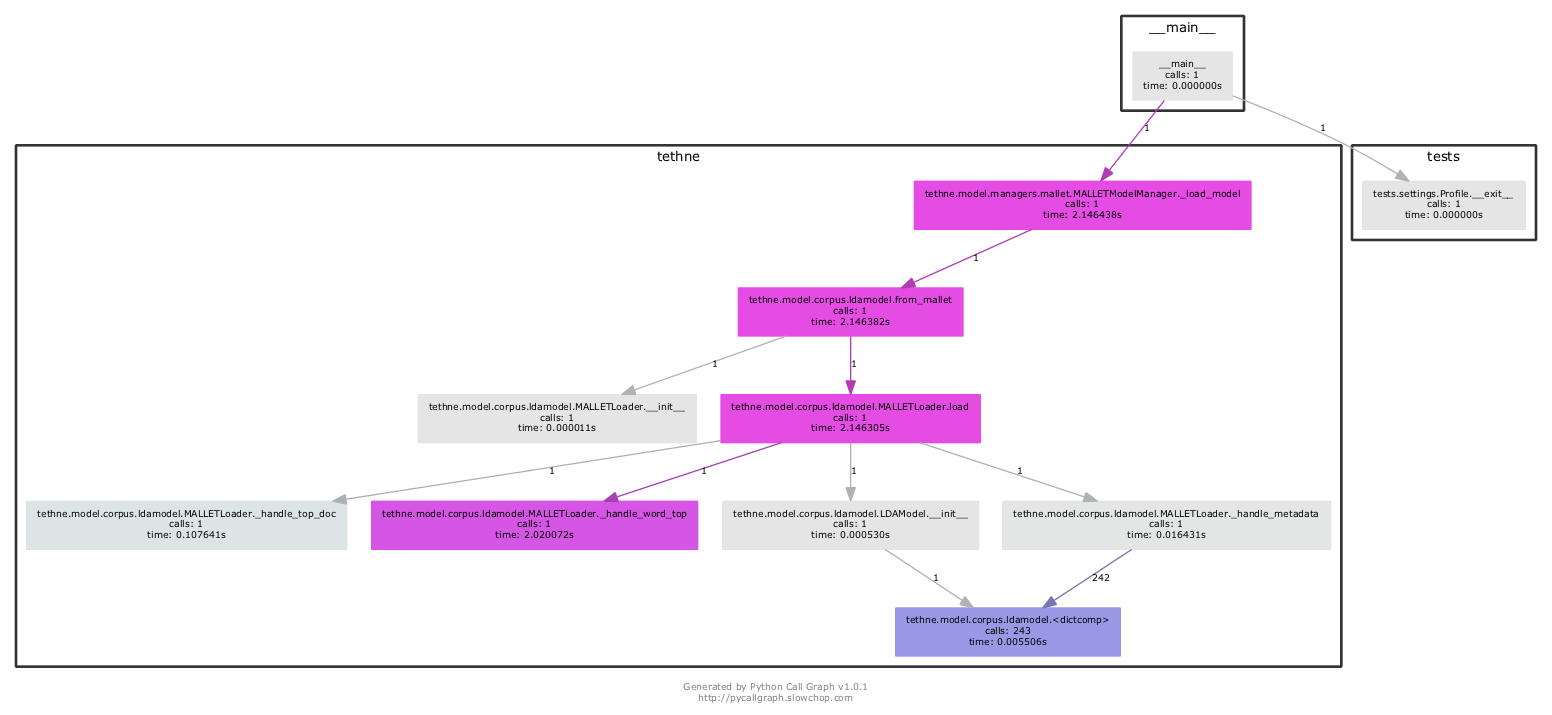 __main__
__main__
calls: 1
time: 0.000000s
1
1
tethne
tests
tethne.model.managers.mallet.MALLETModelManager._load_model
calls: 1
time: 2.146438s
tests.settings.Profile.__exit__
calls: 1
time: 0.000000s
1
tethne.model.corpus.ldamodel.from_mallet
calls: 1
time: 2.146382s
1
1
tethne.model.corpus.ldamodel.MALLETLoader.__init__
calls: 1
time: 0.000011s
tethne.model.corpus.ldamodel.MALLETLoader.load
calls: 1
time: 2.146305s
1
1
1
1
tethne.model.corpus.ldamodel.MALLETLoader._handle_top_doc
calls: 1
time: 0.107641s
tethne.model.corpus.ldamodel.MALLETLoader._handle_word_top
calls: 1
time: 2.020072s
tethne.model.corpus.ldamodel.LDAModel.__init__
calls: 1
time: 0.000530s
tethne.model.corpus.ldamodel.MALLETLoader._handle_metadata
calls: 1
time: 0.016431s
1
242
tethne.model.corpus.ldamodel.<dictcomp>
calls: 243
time: 0.005506s
Generated by Python Call Graph v1.0.1
http://pycallgraph.slowchop.com